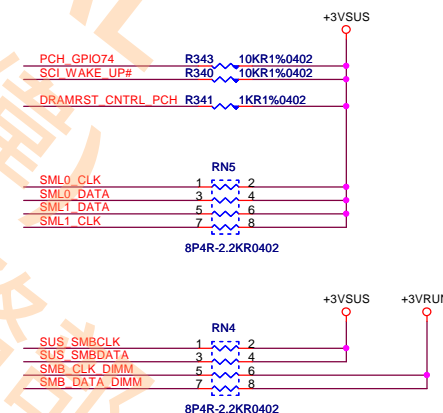 +3VSUS
PCH_GPIO74 R343 10KR1%0402
SCI_WAKE_UP# R340 10KR1%0402
DRAMRST_CNTRL_PCH R341 1KR1%0402
RN5
SML0_CLK 1 2
SML0_DATA 3 4
SML1_DATA 5 6
SML1_CLK 7 8
8P4R-2.2KR0402
+3VSUS +3VRUN
RN4
SUS_SMBCLK 1 2
SUS_SMBDATA 3 4
SMB_CLK_DIMM 5 6
SMB_DATA_DIMM 7 8
8P4R-2.2KR0402